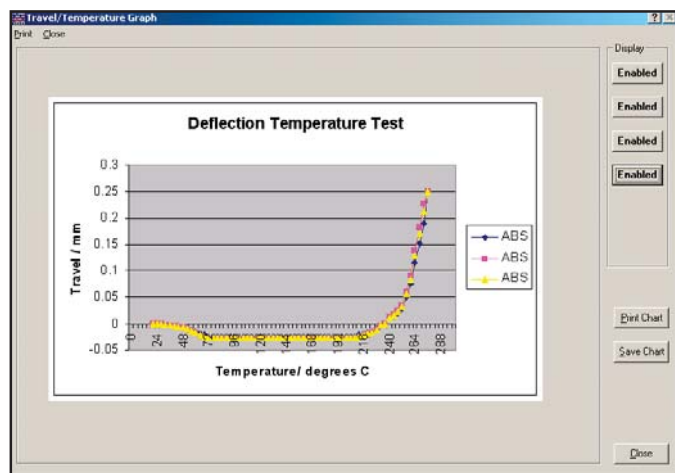 Travel/Temperature Graph
Print Close
Display
Enabled
Enabled
Enabled
Enabled
Deflection Temperature Test
Travel / mm
0.3
0.25
0.2
0.15
0.1
0.05
0
-0.05
0 24 48 72 96 120 144 168 192 216 240 264 288
Temperature/ degrees C
ABS
ABS
ABS
Print Chart
Save Chart
Close